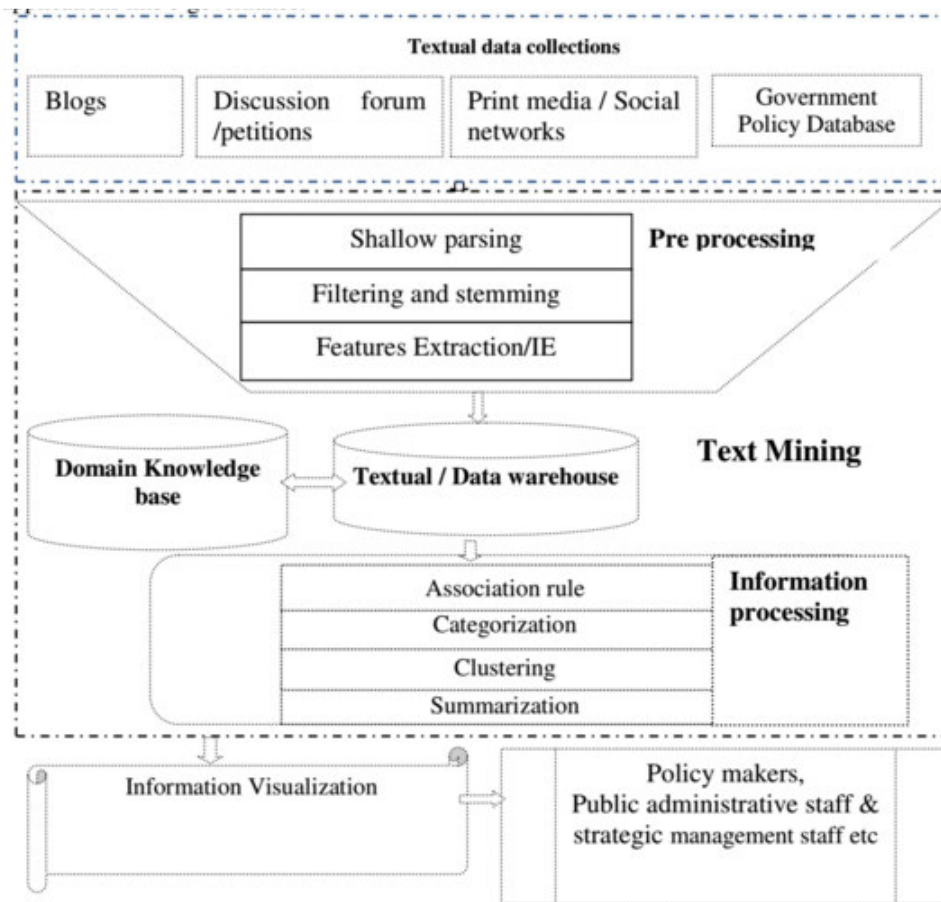 Textual data collections
Blogs
Discussion forum
/petitions
Print media / Social
networks
Government
Policy Database
Shallow parsing
Pre processing
Filtering and stemming
Features Extraction/IE
Domain Knowledge
base
Textual / Data warehouse
Text Mining
Association rule
Information
processing
Categorization
Clustering
Summarization
Information Visualization
Policy makers,
Public administrative staff &
strategic management staff etc